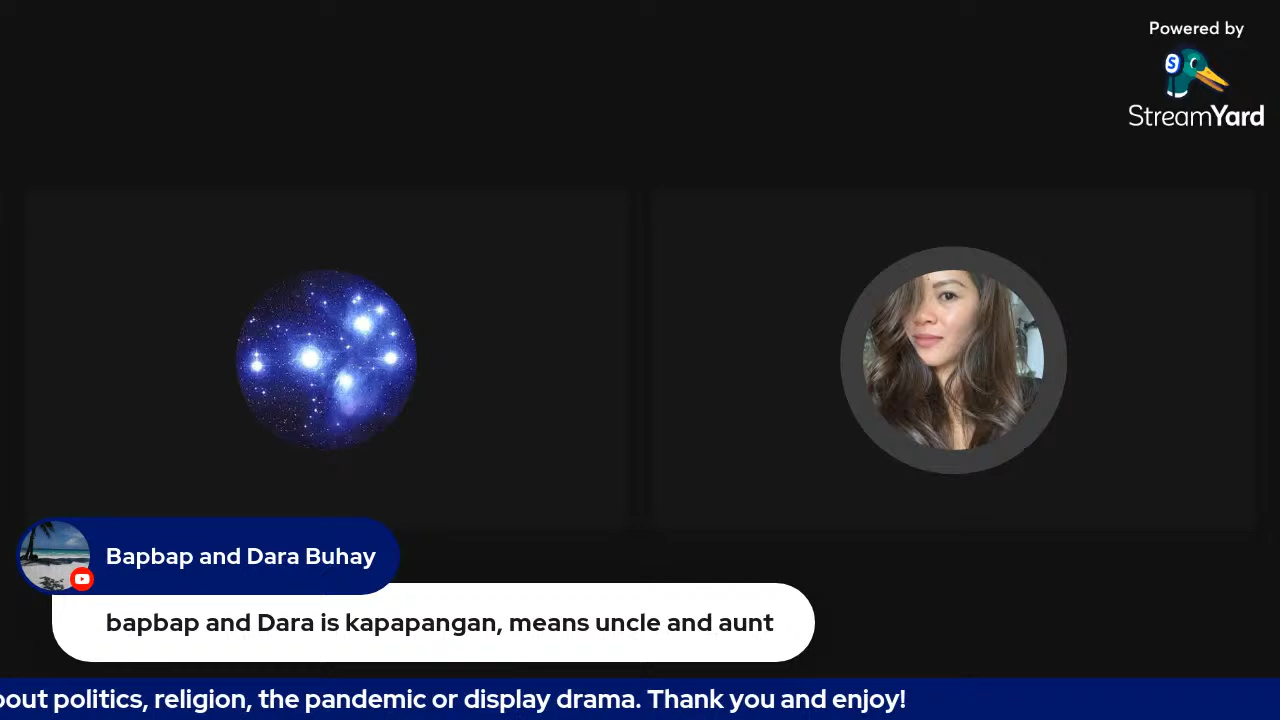 Powered by
StreamYard
Bapbap and Dara Buhay
bapbap and Dara is kapapangan, means uncle and aunt
bout politics, religion, the pandemic or display drama. Thank you and enjoy!